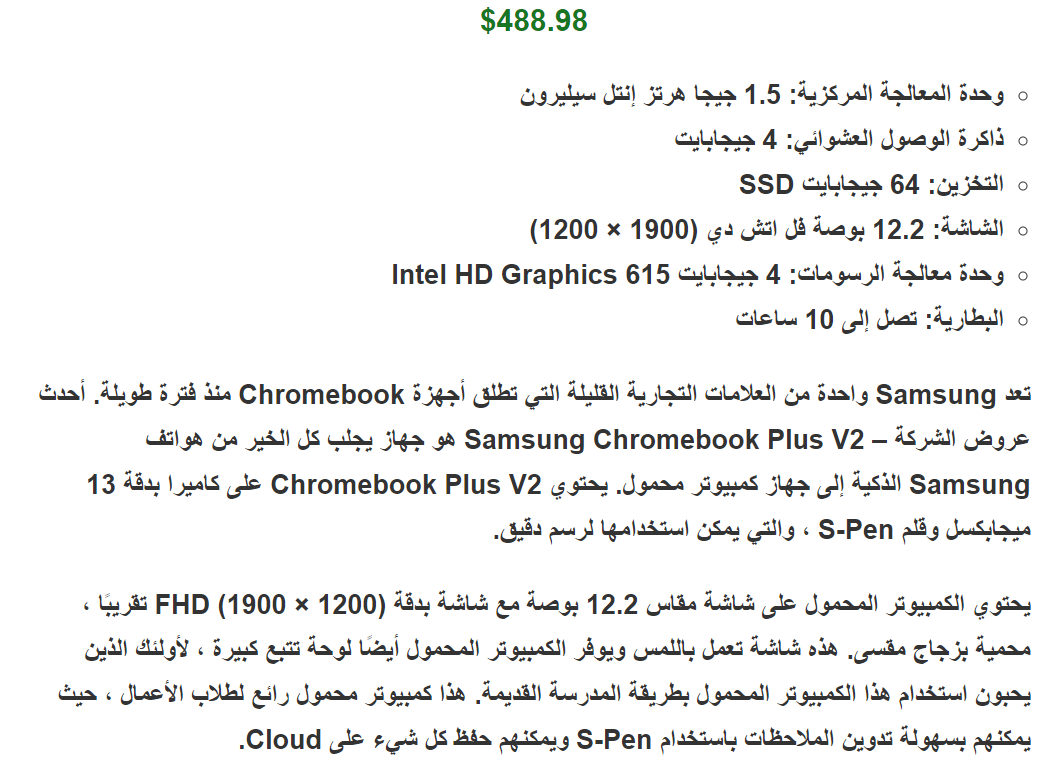 $488.98
وحدة المعالجة المركزية: 1.5 جيجا هرتز إنتل سيليرون
ذاكرة الوصول العشوائي: 4 جيجابايت
التخزين: 64 جيجابايت SSD
الشاشة: 12.2 بوصة فل اتش دي (1900 × 1200)
وحدة معالجة الرسومات: 4 جيجابايت Intel HD Graphics 615
البطارية: تصل إلى 10 ساعات
تعد Samsung واحدة من العلامات التجارية القليلة التي تطلق أجهزة Chromebook منذ فترة طويلة. أحدث
عروض الشركة – Samsung Chromebook Plus V2 هو جهاز يجلب كل الخير من هواتف
Samsung الذكية إلى جهاز كمبيوتر محمول. يحتوي Chromebook Plus V2 على كاميرا بدقة 13
ميجابكسل وقلم S-Pen ، والتي يمكن استخدامها لرسم دقيق.
يحتوي الكمبيوتر المحمول على شاشة مقاس 12.2 بوصة مع شاشة بدقة FHD (1900 × 1200) تقريبًا ،
محمية بزجاج مقسى. هذه شاشة تعمل باللمس ويوفر الكمبيوتر المحمول أيضًا لوحة تتبع كبيرة ، لأولئك الذين
يحبون استخدام هذا الكمبيوتر المحمول بطريقة المدرسة القديمة. هذا كمبيوتر محمول رائع لطلاب الأعمال ، حيث
يمكنهم بسهولة تدوين الملاحظات باستخدام S-Pen ويمكنهم حفظ كل شيء على Cloud.